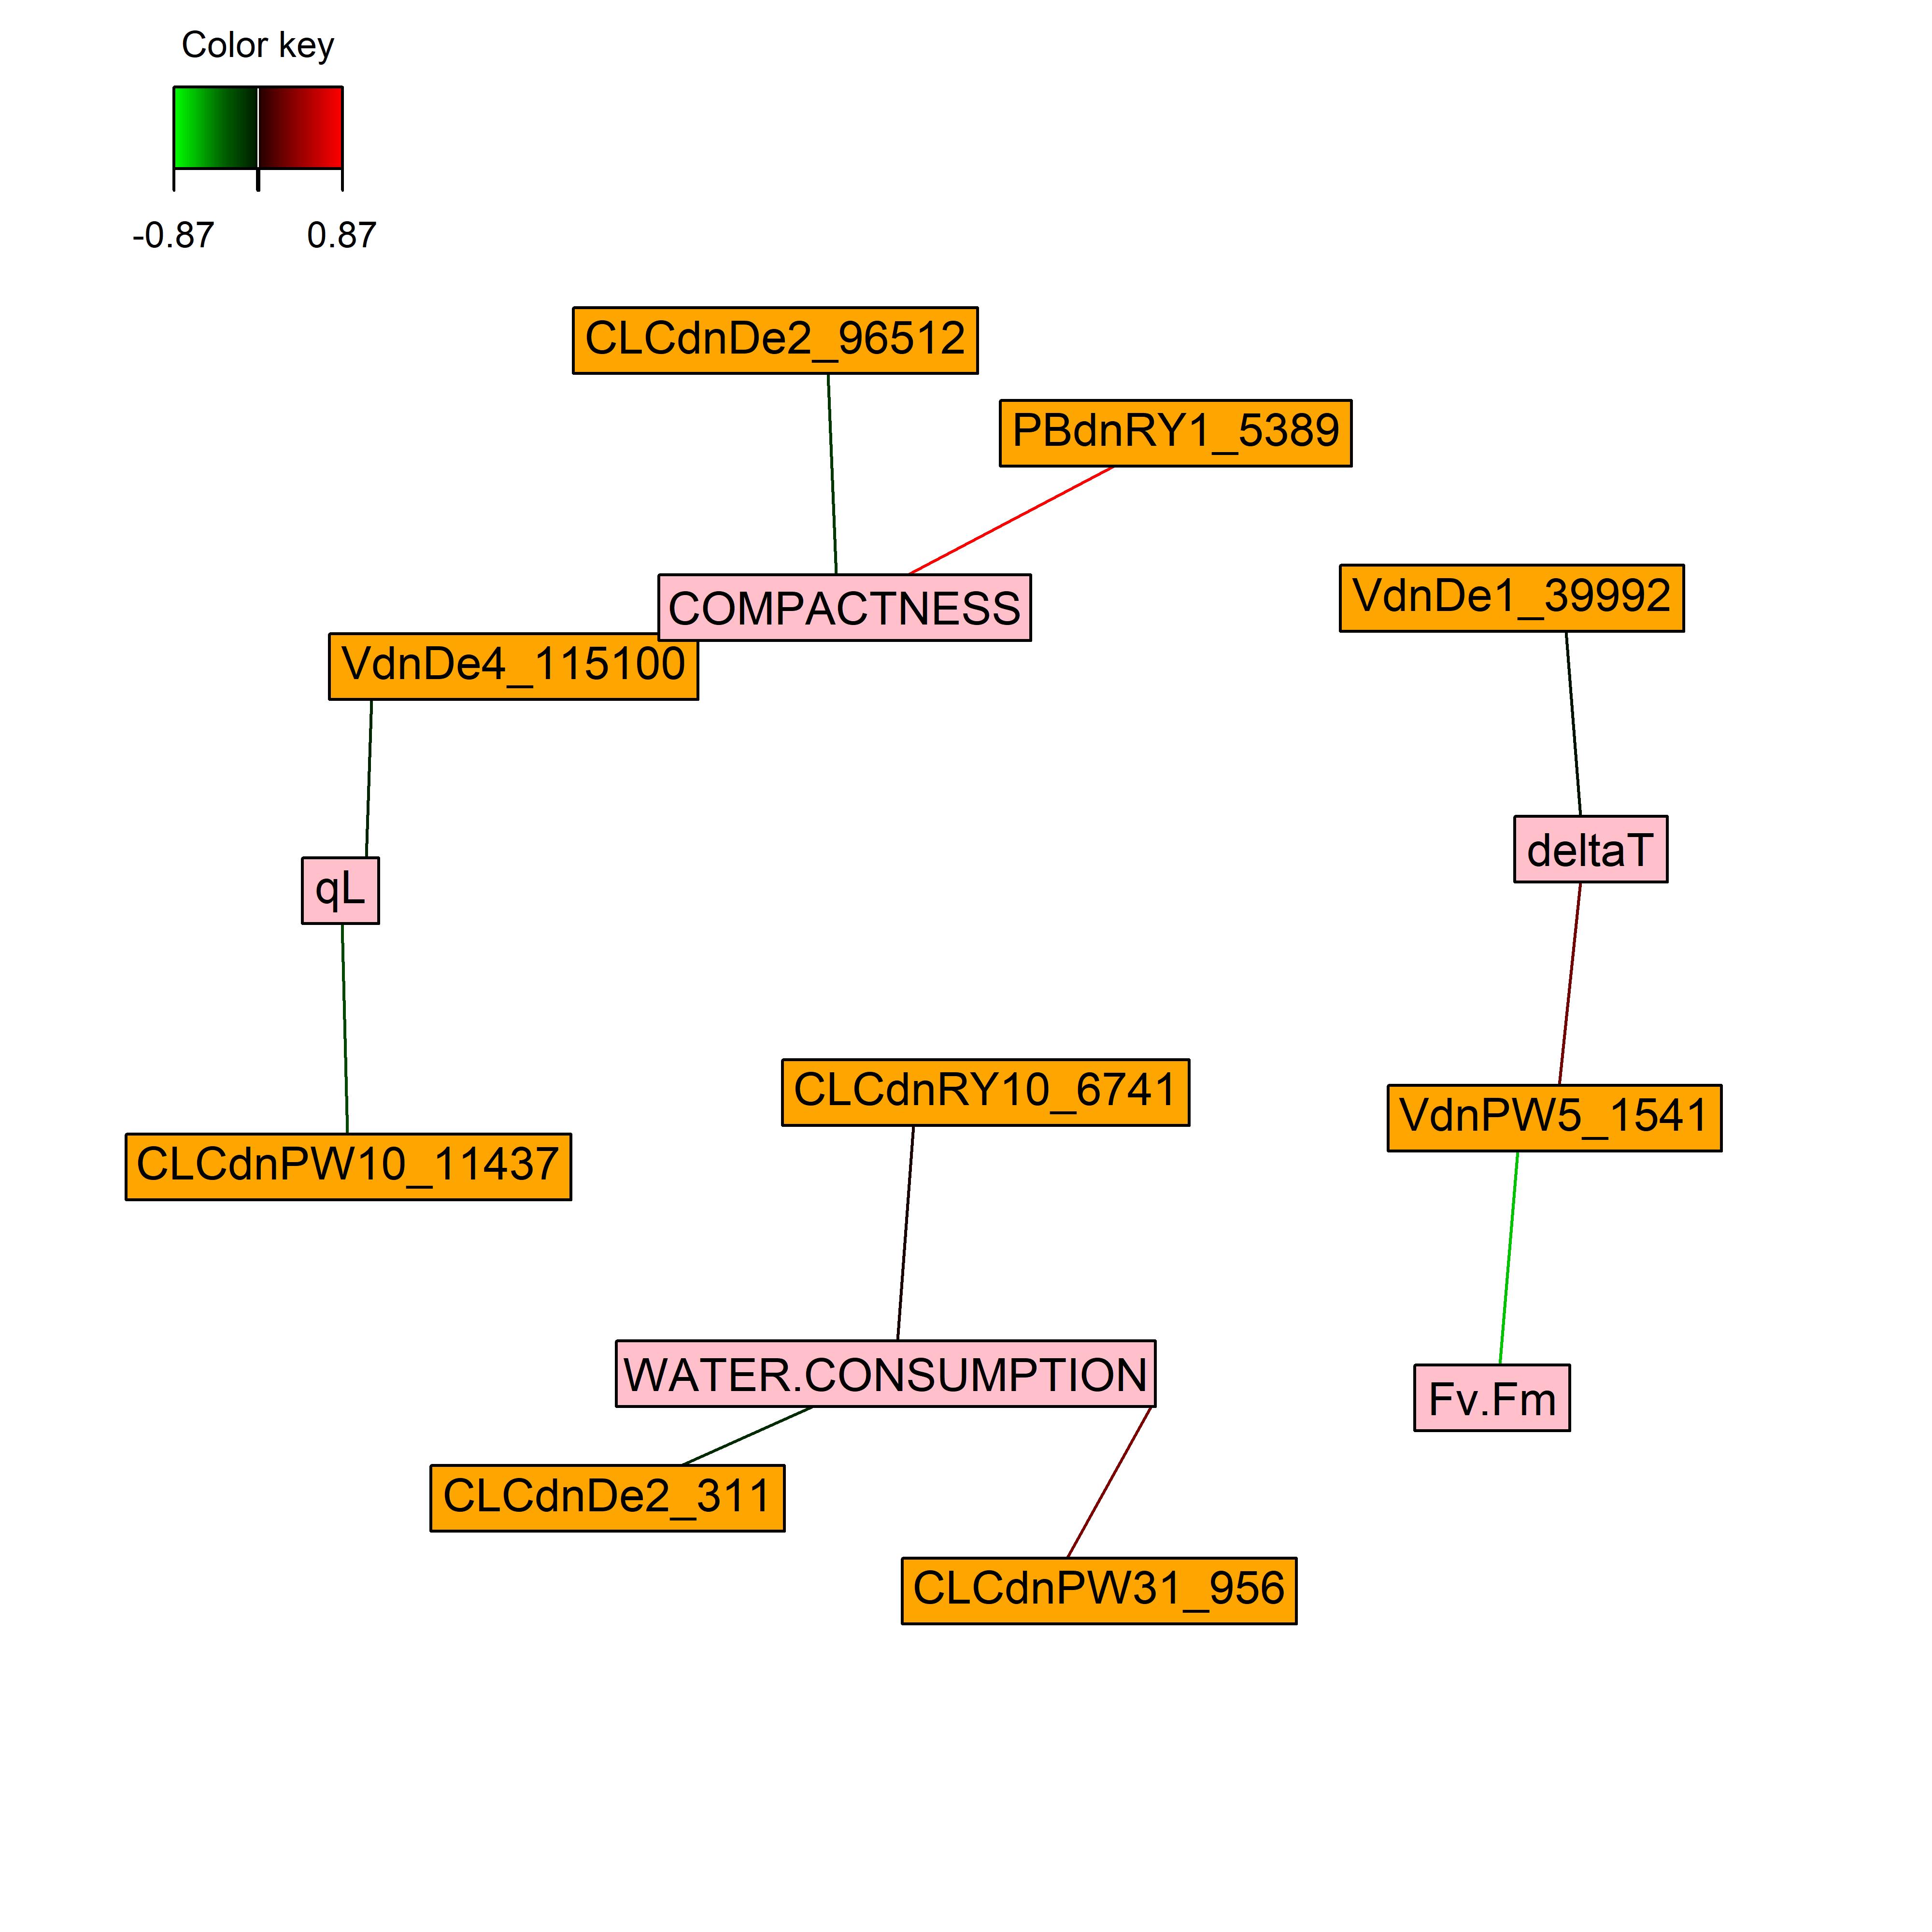 Color key
-0.87 0.87
CLCdnDe2_96512
PBdnRY1_5389
VdnDe1_39992
COMPACTNESS
VdnDe4_115100
deltaT
qL
CLCdnRY10_6741
VdnPW5_1541
CLCdnPW10_11437
WATER.CONSUMPTION
Fv.Fm
CLCdnDe2_311
CLCdnPW31_956